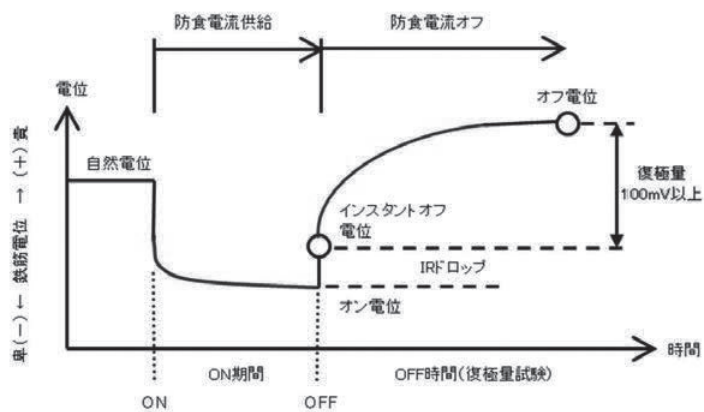 防食電流供給
防食電流オフ
電位
オフ電位
自然電位
復極量
100mV以上
インスタントオフ
電位
IRドロップ
オン電位
卑(−) ← 鉄筋電位 → (+)貴
時間
ON期間
OFF時間(復極量試験)
ON
OFF